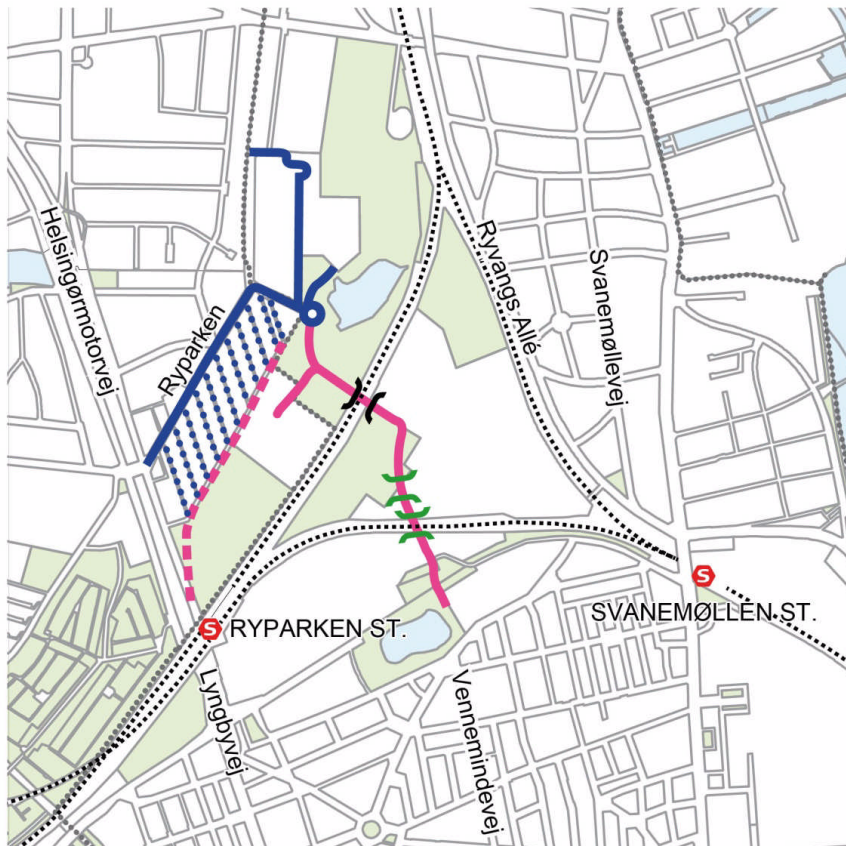 Helsingørmotorvej
Ryparken
Ryvangs Allé
Svanemøllevej
S
SVANEMØLLEN ST.
S
RYPARKEN ST.
Lyngbyvej
Vennemindevej